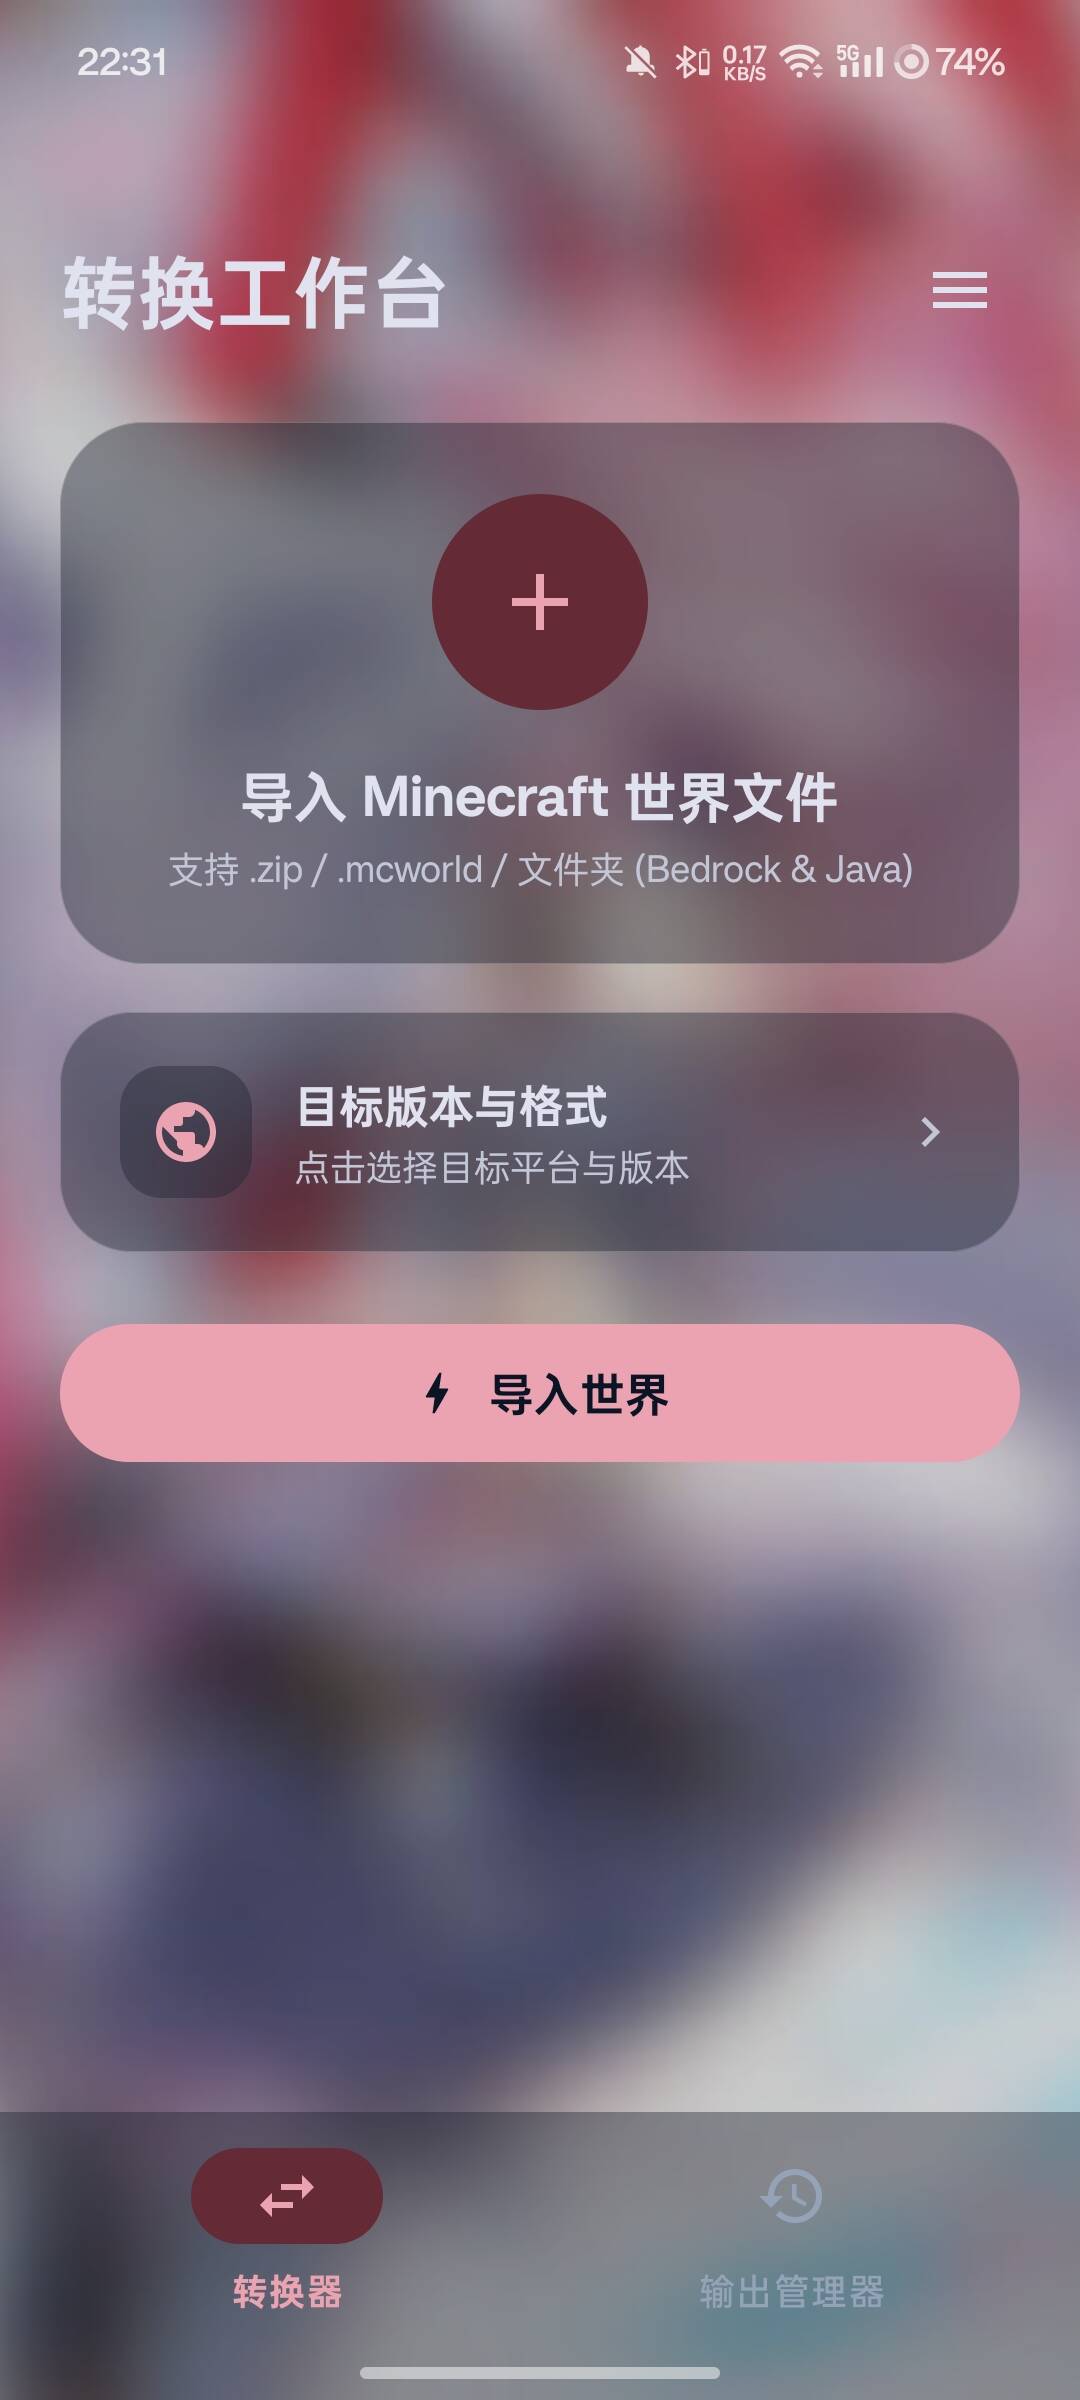 22:31 0.17 KB/S 5G 74%
转换工作台
导入 Minecraft 世界文件
支持 .zip / .mcworld / 文件夹 (Bedrock & Java)
目标版本与格式
点击选择目标平台与版本
导入世界
转换器 输出管理器